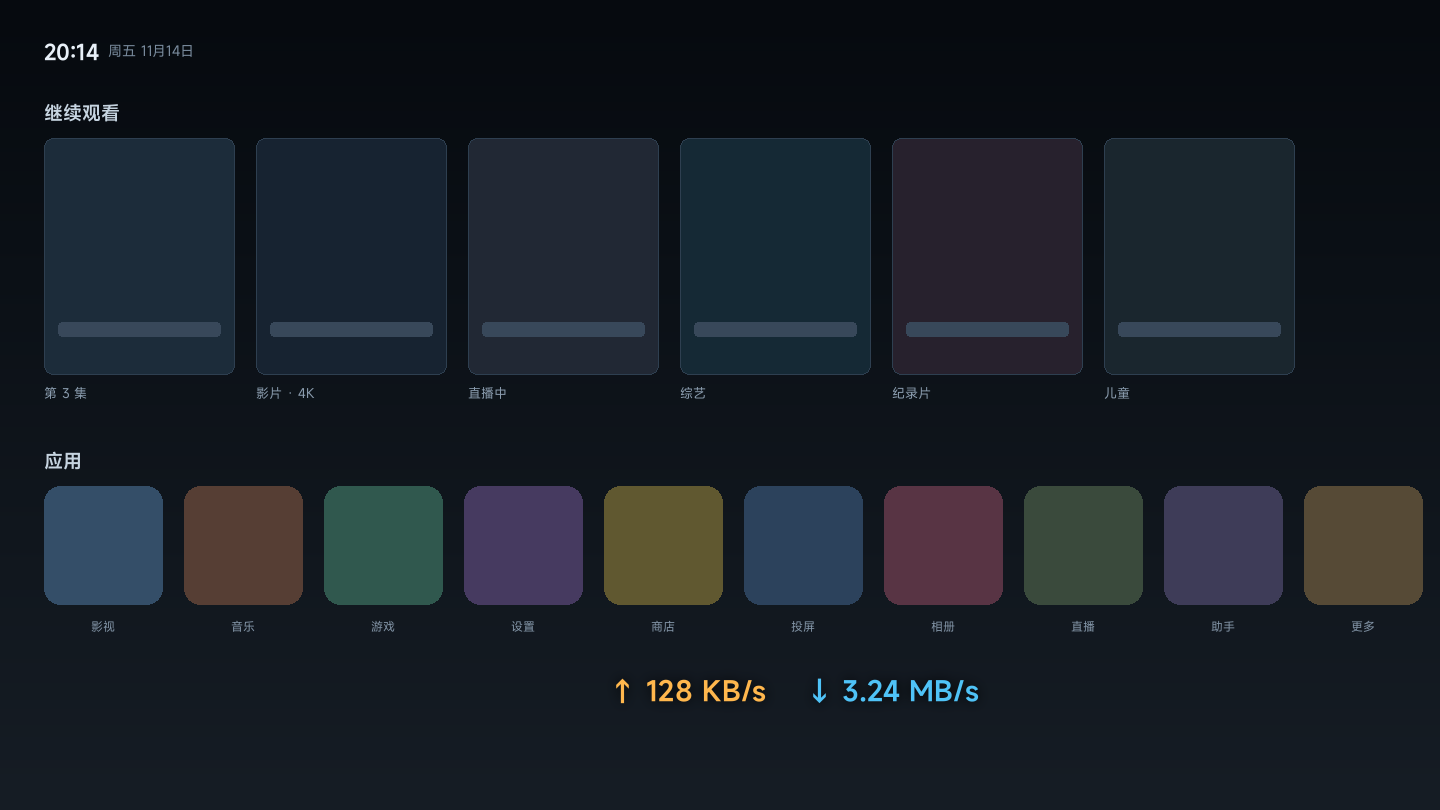 20:14 周五 11月14日
继续观看
第 3 集 影片 · 4K 直播中 综艺 纪录片 儿童
应用
影视 音乐 游戏 设置 商店 投屏 相册 直播 助手 更多
↑ 128 KB/s ↓ 3.24 MB/s